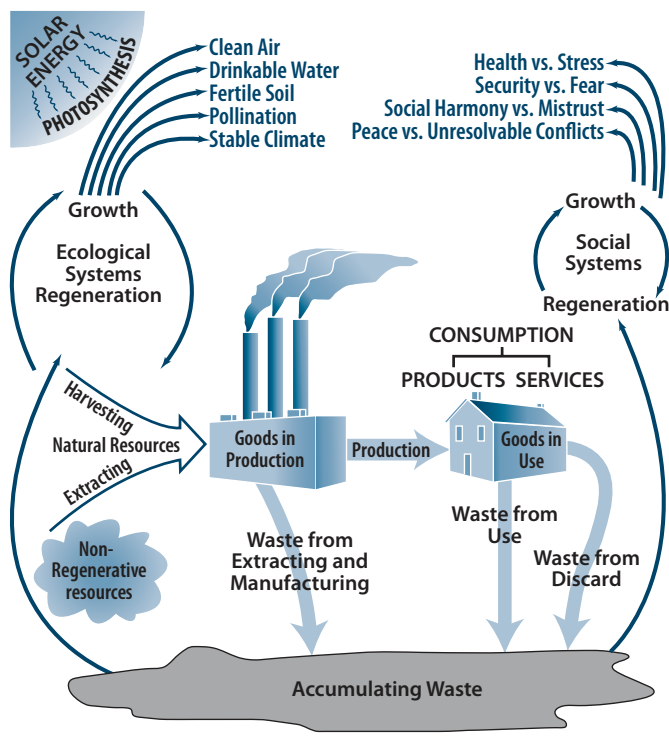 SOLAR
ENERGY
PHOTOSYNTHESIS
Clean Air
Drinkable Water
Fertile Soil
Pollination
Stable Climate
Health vs. Stress
Security vs. Fear
Social Harmony vs. Mistrust
Peace vs. Unresolvable Conflicts
Growth
Ecological
Systems
Regeneration
Growth
Social
Systems
Regeneration
CONSUMPTION
PRODUCTS SERVICES
Harvesting
Natural Resources
Extracting
Goods in
Production
Production
Goods in
Use
Non-
Regenerative
resources
Waste from
Extracting and
Manufacturing
Waste from
Use
Waste from
Discard
Accumulating Waste